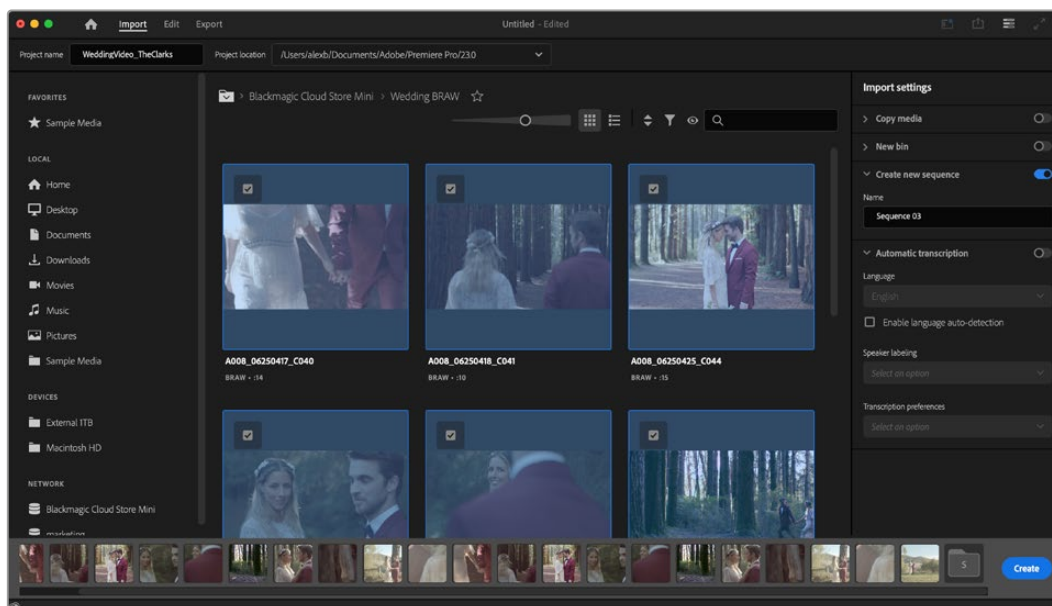 Import Edit Export
Untitled - Edited
Project name WeddingVideo_TheClarks Project location /Users/alexb/Documents/Adobe/Premiere Pro/23.0
FAVORITES
Sample Media
LOCAL
Home
Desktop
Documents
Downloads
Movies
Music
Pictures
Sample Media
DEVICES
External 1TB
Macintosh HD
NETWORK
Blackmagic Cloud Store Mini
marketing
Blackmagic Cloud Store Mini > Wedding BRAW
A008_06250417_C040
BRAW • :14
A008_06250418_C041
BRAW • :10
A008_06250425_C044
BRAW • :15
Import settings
Copy media
New bin
Create new sequence
Name
Sequence 03
Automatic transcription
Language
English
Enable language auto-detection
Speaker labeling
Select an option
Transcription preferences
Select an option
S
Create